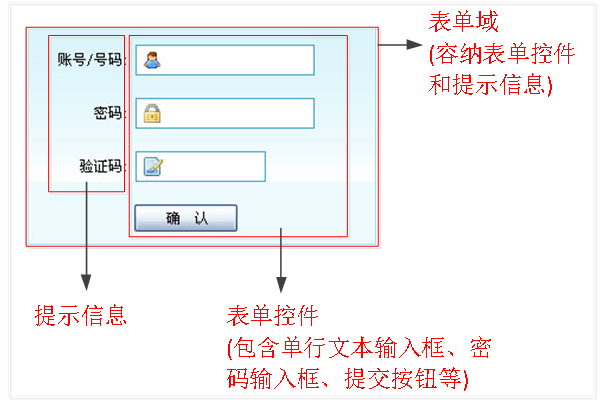 表单域
(容纳表单控件
和提示信息)
账号/号码:
密码:
验证码:
确 认
提示信息
表单控件
(包含单行文本输入框、密
码输入框、提交按钮等)